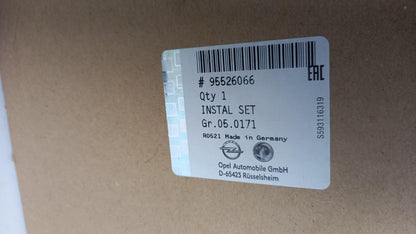 # 95526066
Qty 1
INSTAL SET
Gr.05.0171
R0521 Made in Germany
Opel Automobile GmbH
D-65423 Rüsselsheim
EAC
S593116319